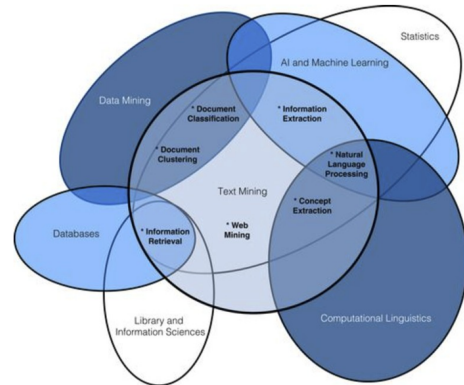 Statistics
AI and Machine Learning
Data Mining
* Document
Classification
* Information
Extraction
* Document
Clustering
* Natural
Language
Processing
Text Mining
* Concept
Extraction
* Web
Mining
Databases
* Information
Retrieval
Library and
Information Sciences
Computational Linguistics